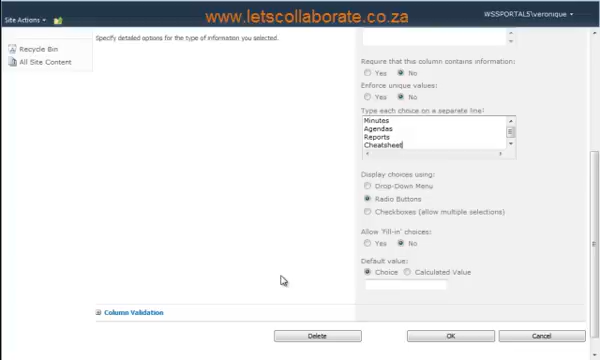 www.letscollaborate.co.za
Site Actions
WSSPORTAL5\veronique
Recycle Bin
All Site Content
Specify detailed options for the type of information you selected.
Require that this column contains information:
Yes No
Enforce unique values:
Yes No
Type each choice on a separate line:
Minutes
Agendas
Reports
Cheatsheet
Display choices using:
Drop-Down Menu
Radio Buttons
Checkboxes (allow multiple selections)
Allow 'Fill-in' choices:
Yes No
Default value:
Choice Calculated Value
Column Validation
Delete OK Cancel